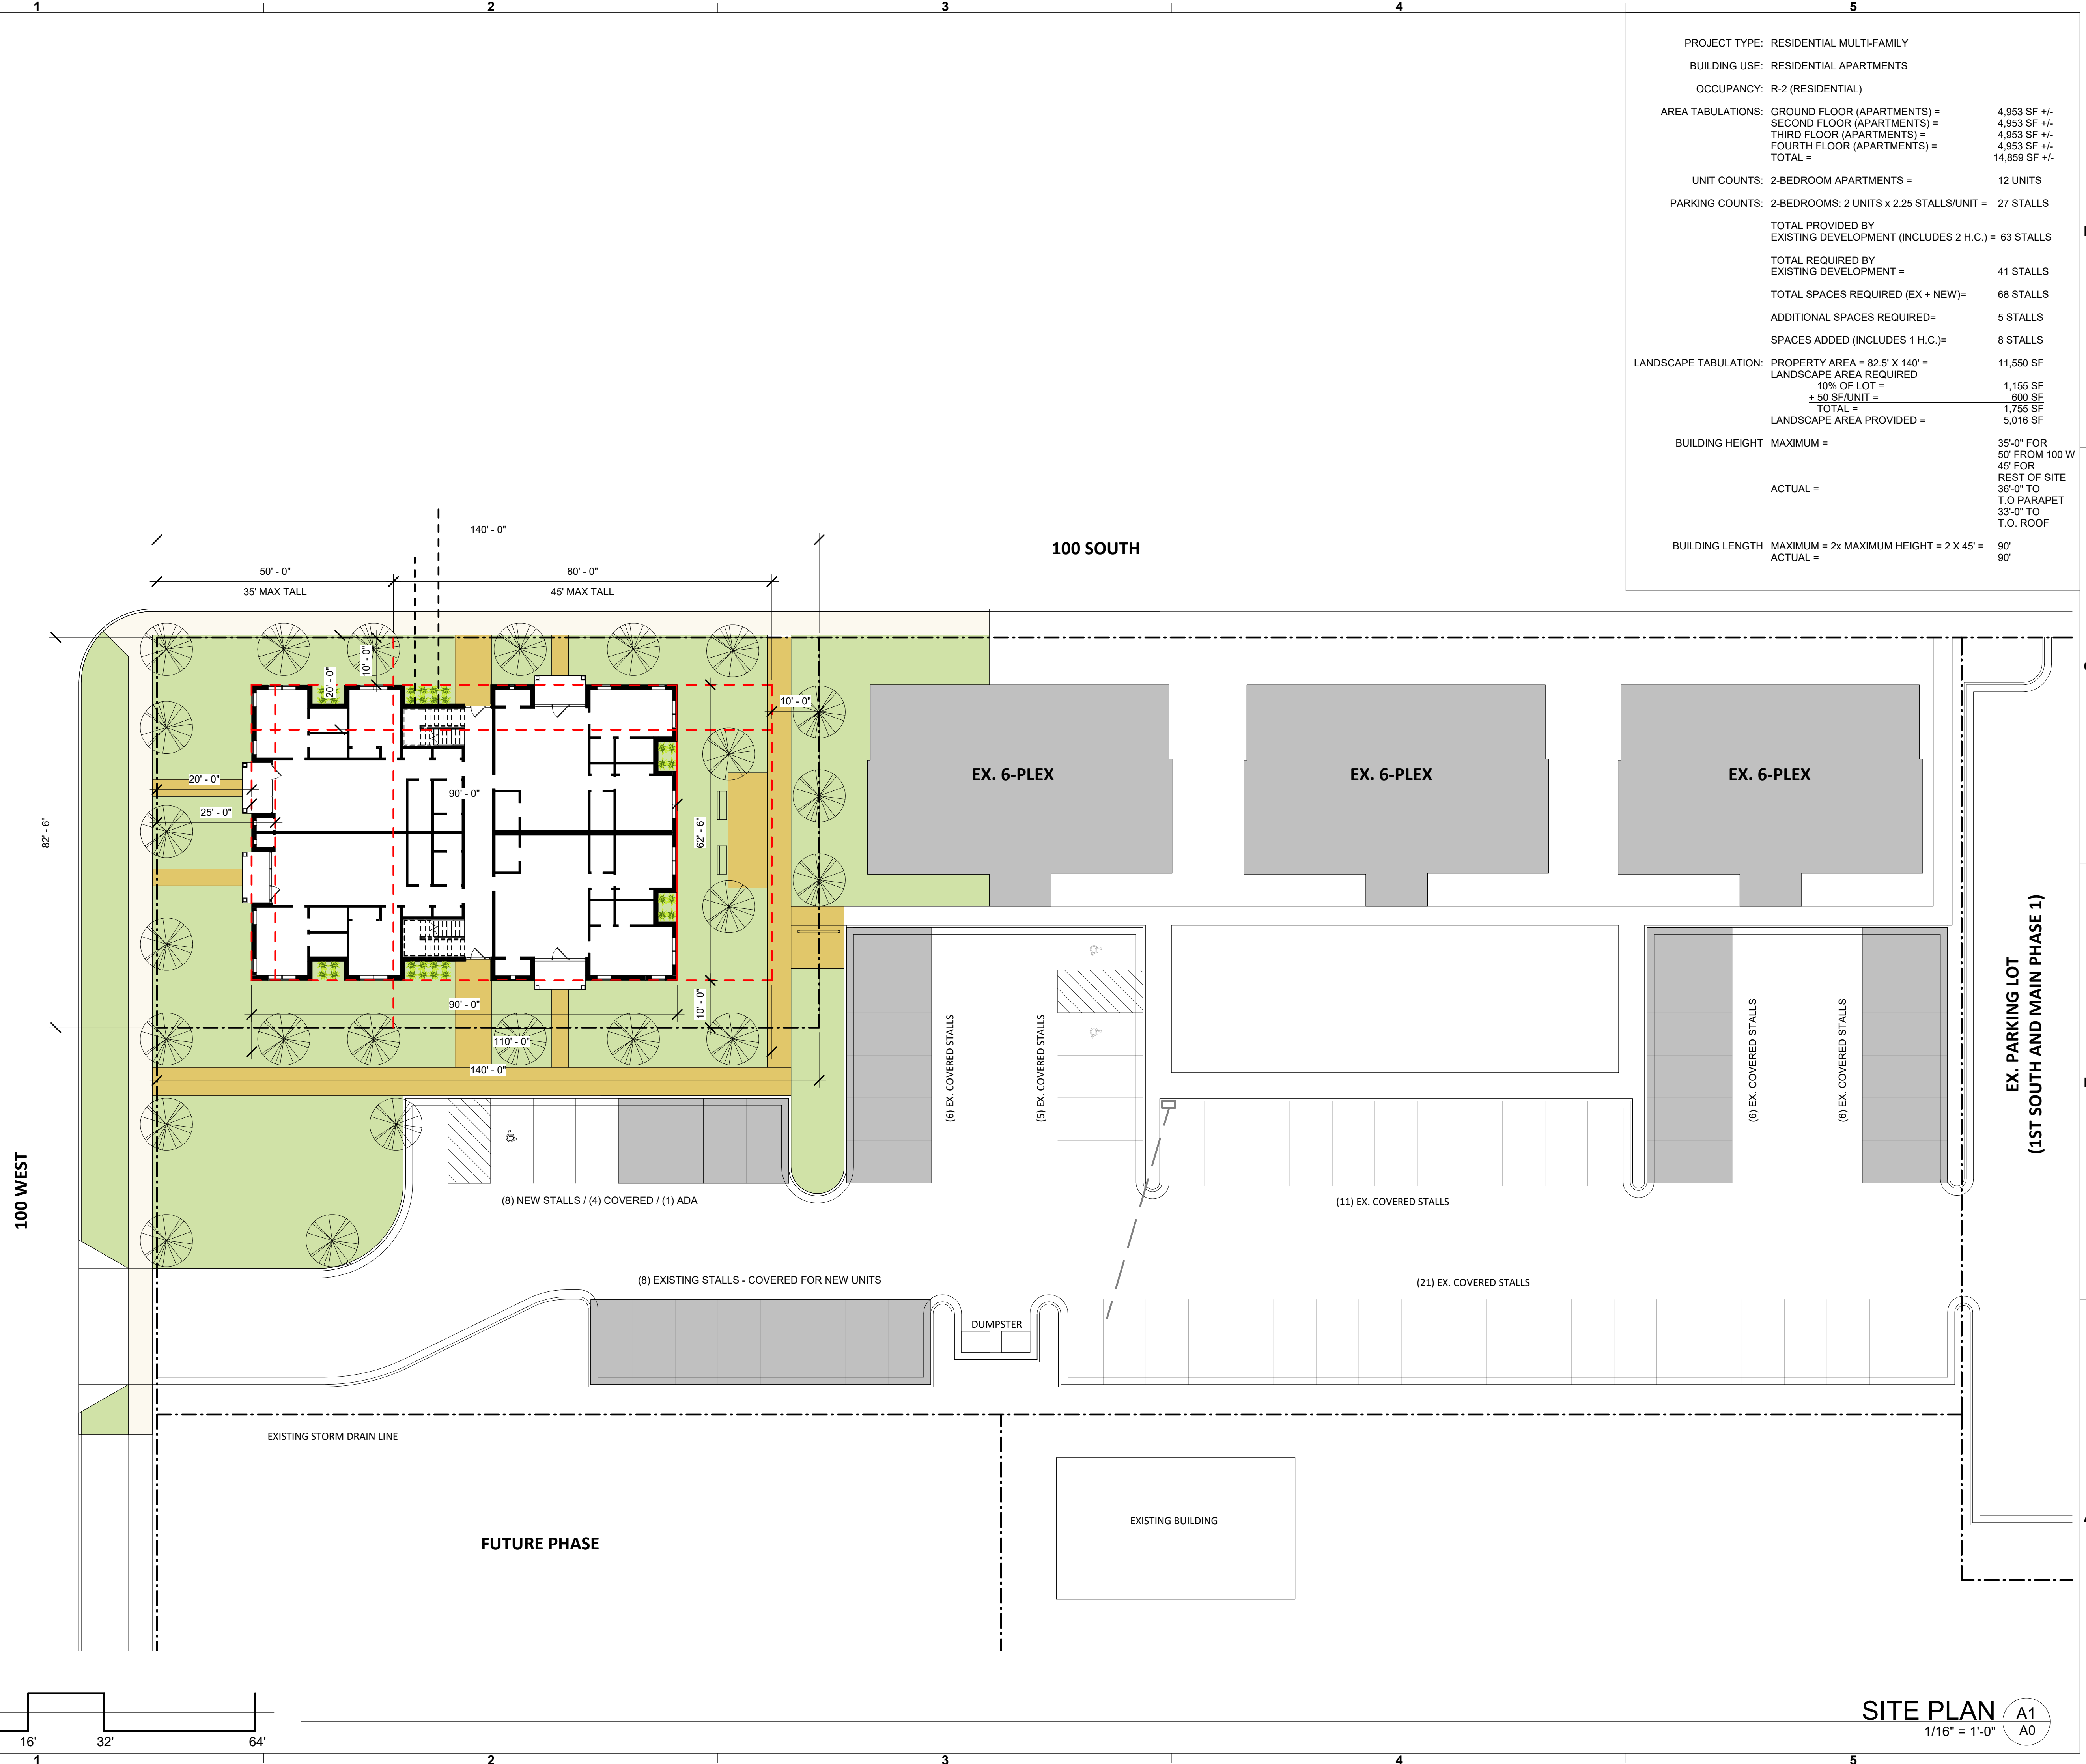 1 2 3 4 5
PROJECT TYPE: RESIDENTIAL MULTI-FAMILY
BUILDING USE: RESIDENTIAL APARTMENTS
OCCUPANCY: R-2 (RESIDENTIAL)
AREA TABULATIONS: GROUND FLOOR (APARTMENTS) = 4,953 SF +/-
SECOND FLOOR (APARTMENTS) = 4,953 SF +/-
THIRD FLOOR (APARTMENTS) = 4,953 SF +/-
FOURTH FLOOR (APARTMENTS) = 4,953 SF +/-
TOTAL = 14,859 SF +/-
UNIT COUNTS: 2-BEDROOM APARTMENTS = 12 UNITS
PARKING COUNTS: 2-BEDROOMS: 2 UNITS x 2.25 STALLS/UNIT = 27 STALLS
TOTAL PROVIDED BY
EXISTING DEVELOPMENT (INCLUDES 2 H.C.) = 63 STALLS
TOTAL REQUIRED BY
EXISTING DEVELOPMENT = 41 STALLS
TOTAL SPACES REQUIRED (EX + NEW)= 68 STALLS
ADDITIONAL SPACES REQUIRED= 5 STALLS
SPACES ADDED (INCLUDES 1 H.C.)= 8 STALLS
LANDSCAPE TABULATION: PROPERTY AREA = 82.5' X 140' = 11,550 SF
LANDSCAPE AREA REQUIRED
10% OF LOT = 1,155 SF
+ 50 SF/UNIT = 600 SF
TOTAL = 1,755 SF
LANDSCAPE AREA PROVIDED = 5,016 SF
BUILDING HEIGHT MAXIMUM = 35'-0" FOR
50' FROM 100 W
45' FOR
REST OF SITE
ACTUAL = 36'-0" TO
T.O PARAPET
33'-0" TO
T.O. ROOF
BUILDING LENGTH MAXIMUM = 2x MAXIMUM HEIGHT = 2 X 45' = 90'
ACTUAL = 90'
140' - 0"
100 SOUTH
50' - 0" 80' - 0"
35' MAX TALL 45' MAX TALL
10' - 0"
20' - 0"
10' - 0"
EX. 6-PLEX EX. 6-PLEX EX. 6-PLEX
20' - 0"
90' - 0"
25' - 0"
82' - 6"
62' - 6"
90' - 0"
10' - 0"
110' - 0"
140' - 0"
(6) EX. COVERED STALLS
(5) EX. COVERED STALLS
(6) EX. COVERED STALLS
(6) EX. COVERED STALLS
EX. PARKING LOT
(1ST SOUTH AND MAIN PHASE 1)
100 WEST
(8) NEW STALLS / (4) COVERED / (1) ADA
(11) EX. COVERED STALLS
(8) EXISTING STALLS - COVERED FOR NEW UNITS
(21) EX. COVERED STALLS
DUMPSTER
EXISTING STORM DRAIN LINE
EXISTING BUILDING
FUTURE PHASE
SITE PLAN A1
1/16" = 1'-0" A0
16' 32' 64'
1 2 3 4 5